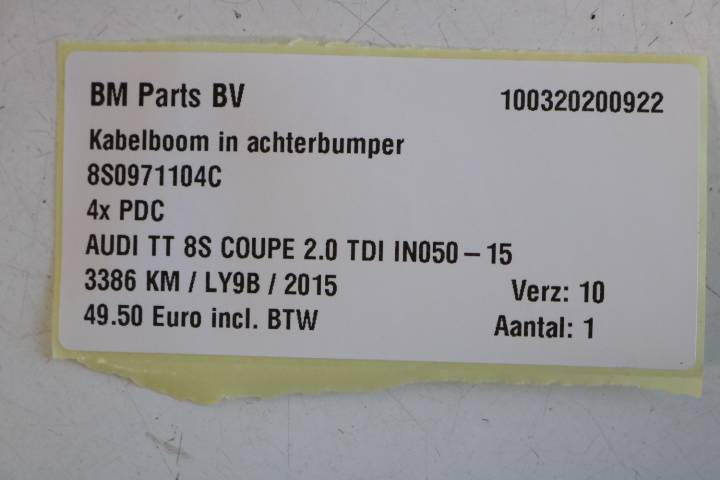 BM Parts BV 100320200922
Kabelboom in achterbumper
8S0971104C
4x PDC
AUDI TT 8S COUPE 2.0 TDI IN050-15
3386 KM / LY9B / 2015 Verz: 10
49.50 Euro incl. BTW Aantal: 1